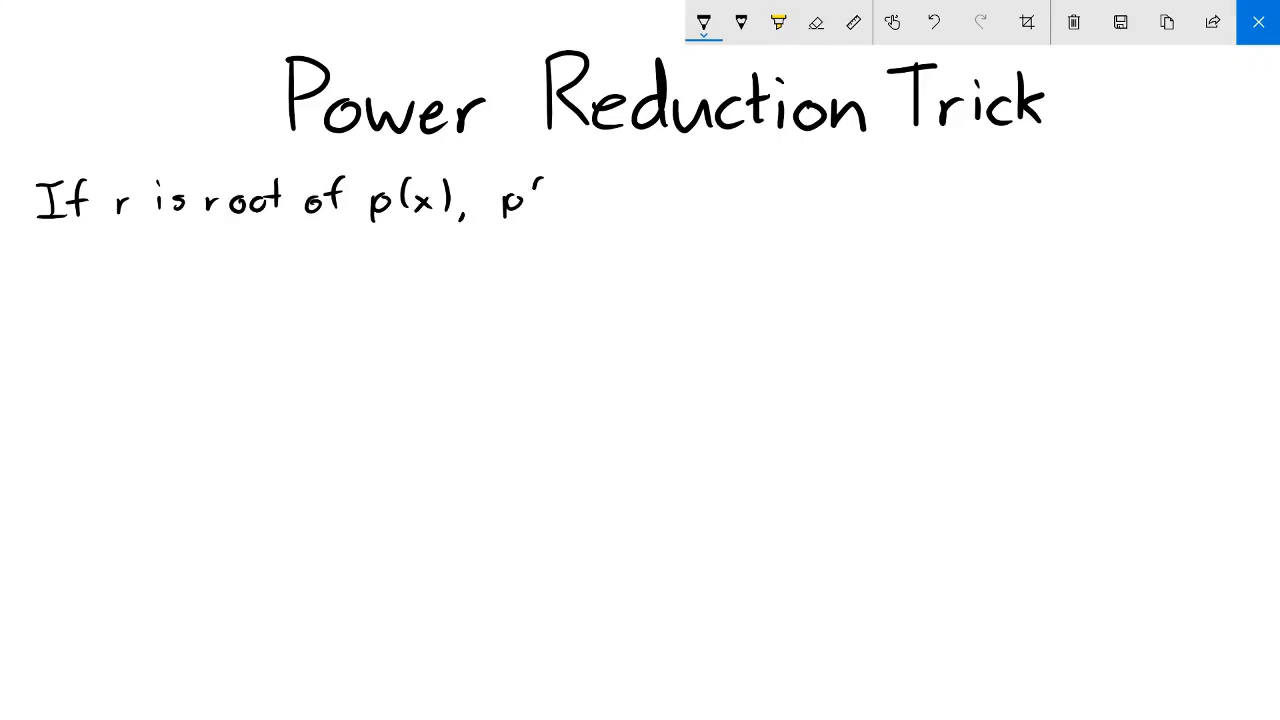 Power Reduction Trick
If r is root of p(x), p